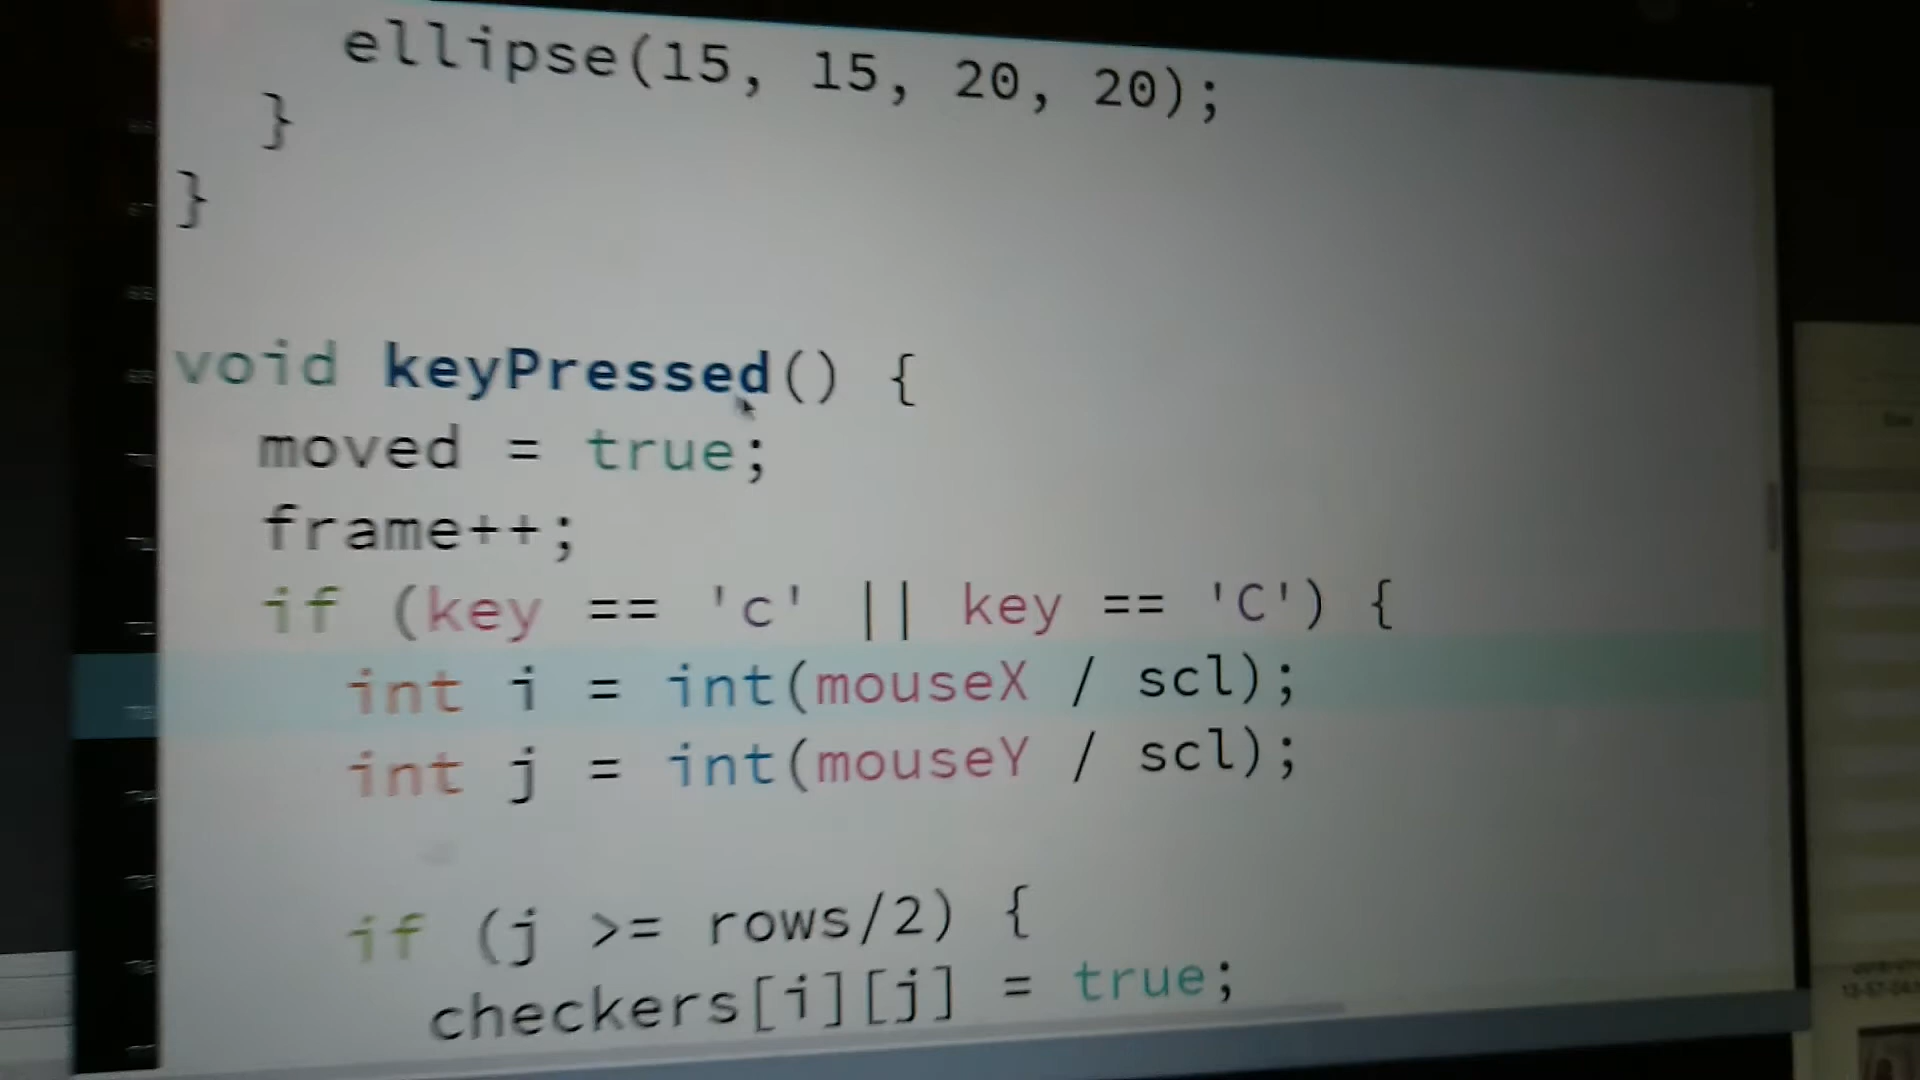 ellipse(15, 15, 20, 20);
}
}
void keyPressed() {
moved = true;
frame++;
if (key == 'c' || key == 'C') {
int i = int(mouseX / scl);
int j = int(mouseY / scl);
if (j >= rows/2) {
checkers[i][j] = true;